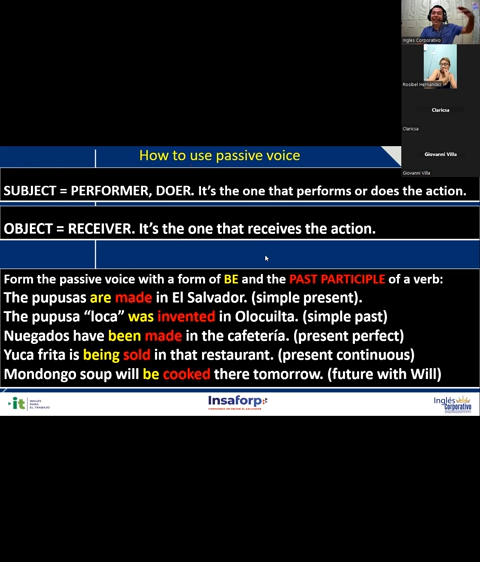 Inglés Corporativo
Rosibel Hernandez
Claricsa
Claricsa
Giovanni Villa
Giovanni Villa
How to use passive voice
SUBJECT = PERFORMER, DOER. It's the one that performs or does the action.
OBJECT = RECEIVER. It's the one that receives the action.
Form the passive voice with a form of BE and the PAST PARTICIPLE of a verb:
The pupusas are made in El Salvador. (simple present).
The pupusa “loca” was invented in Olocuilta. (simple past)
Nuegados have been made in the cafetería. (present perfect)
Yuca frita is being sold in that restaurant. (present continuous)
Mondongo soup will be cooked there tomorrow. (future with Will)
it
INGLÉS
PARA
EL TRABAJO
Insaforp
Inglés
corporativo